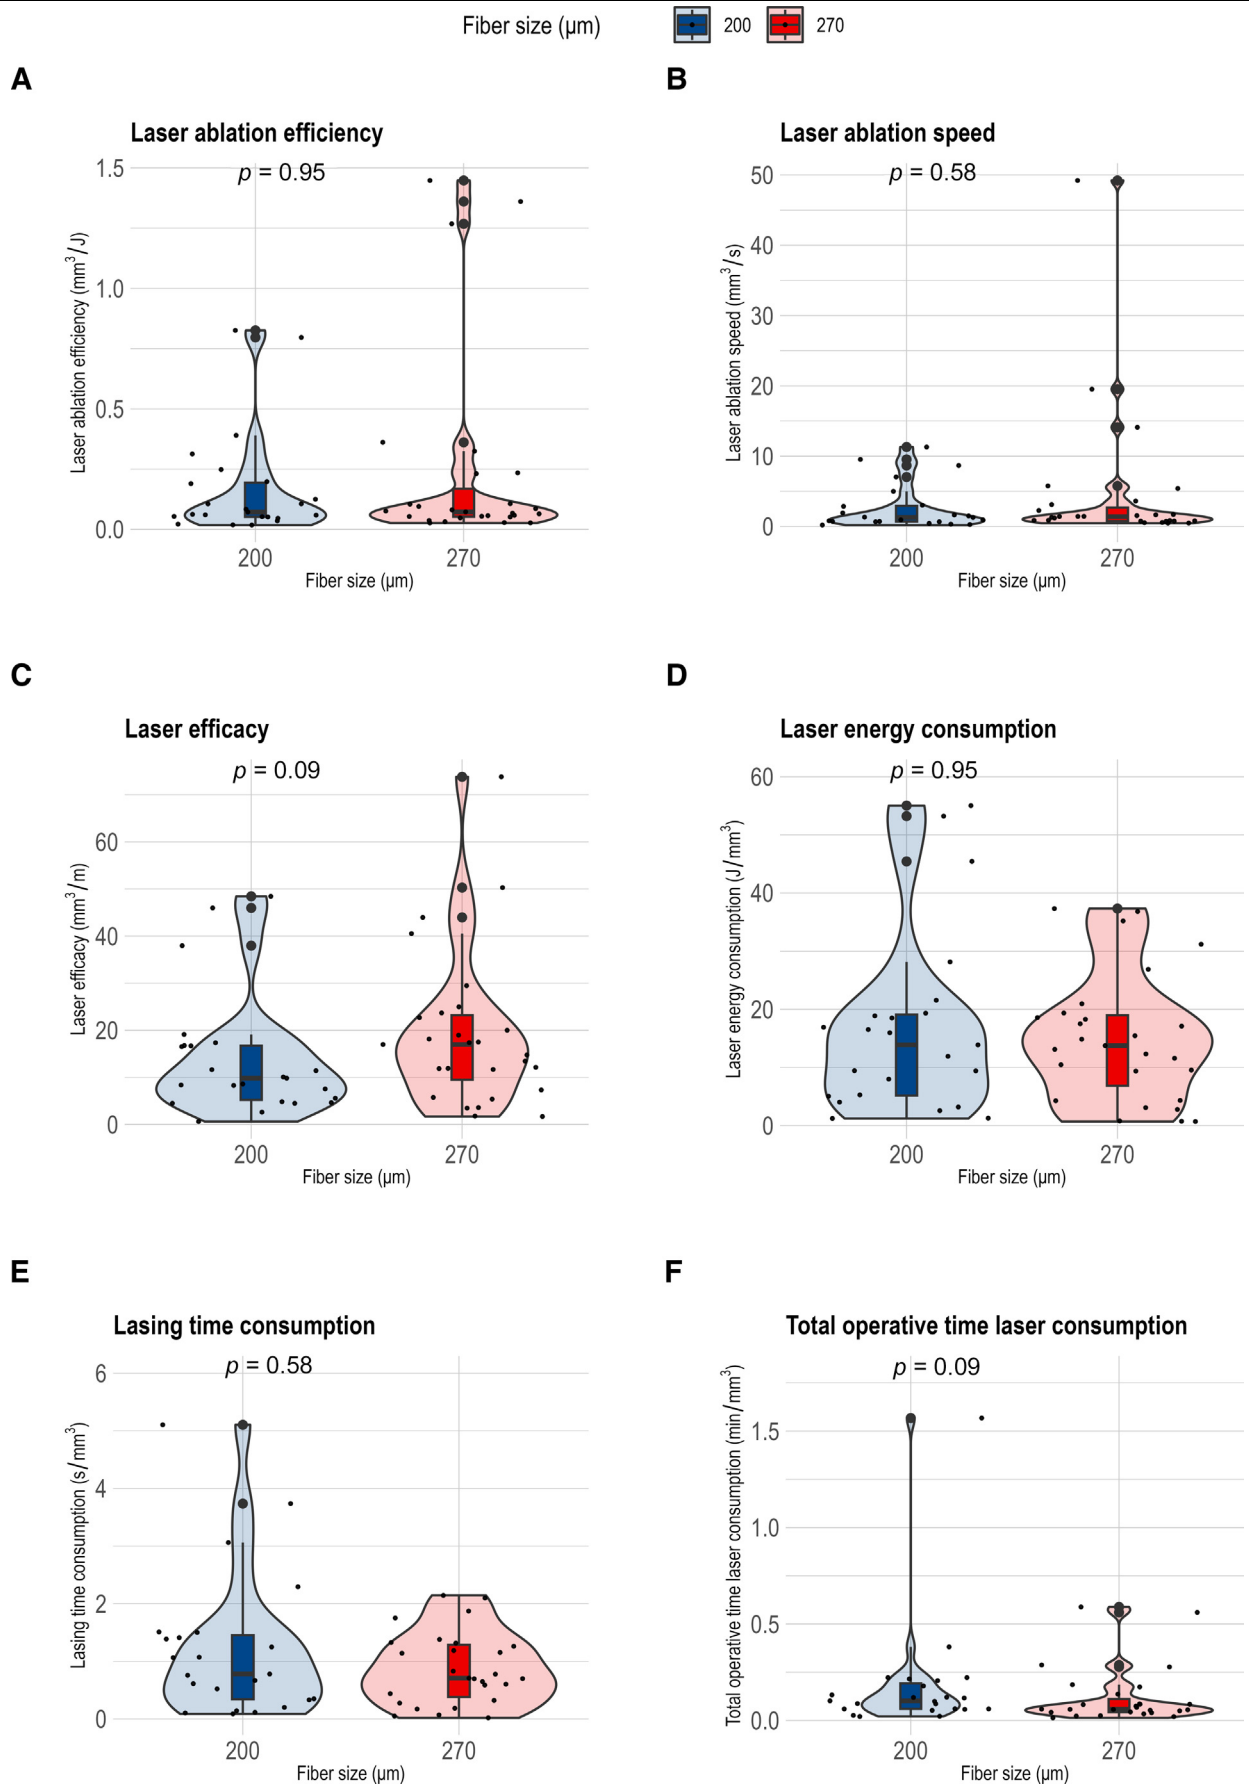 Fiber size (µm) 200 270
A
Laser ablation efficiency
p = 0.95
Laser ablation efficiency (mm³/J)
1.5
1.0
0.5
0.0
200 270
Fiber size (µm)
B
Laser ablation speed
p = 0.58
Laser ablation speed (mm³/s)
50
40
30
20
10
0
200 270
Fiber size (µm)
C
Laser efficacy
p = 0.09
Laser efficacy (mm³/m)
60
40
20
0
200 270
Fiber size (µm)
D
Laser energy consumption
p = 0.95
Laser energy consumption (J/mm³)
60
40
20
0
200 270
Fiber size (µm)
E
Lasing time consumption
p = 0.58
Lasing time consumption (s/mm³)
6
4
2
0
200 270
Fiber size (µm)
F
Total operative time laser consumption
p = 0.09
Total operative time laser consumption (min/mm³)
1.5
1.0
0.5
0.0
200 270
Fiber size (µm)